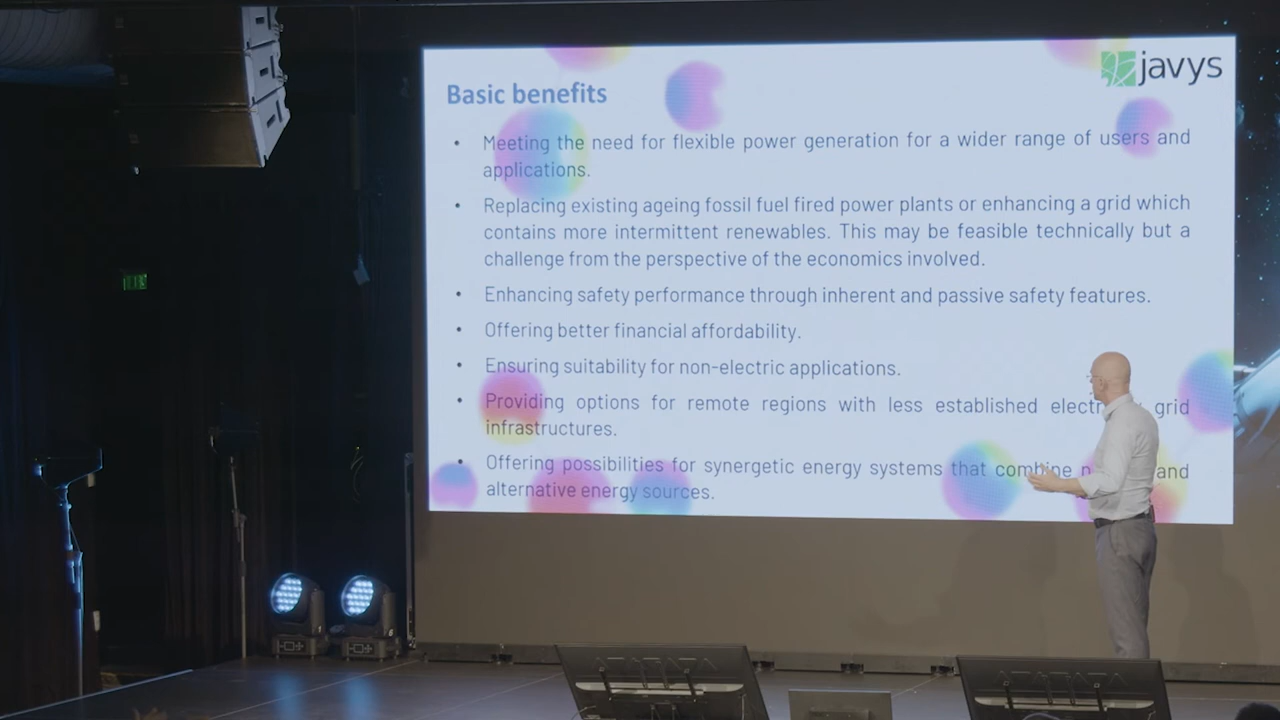 javys
Basic benefits
• Meeting the need for flexible power generation for a wider range of users and
applications.
• Replacing existing ageing fossil fuel fired power plants or enhancing a grid which
contains more intermittent renewables. This may be feasible technically but a
challenge from the perspective of the economics involved.
• Enhancing safety performance through inherent and passive safety features.
• Offering better financial affordability.
• Ensuring suitability for non-electric applications.
• Providing options for remote regions with less established grid
infrastructures.
• Offering possibilities for synergetic energy systems that combine and
alternative energy sources.